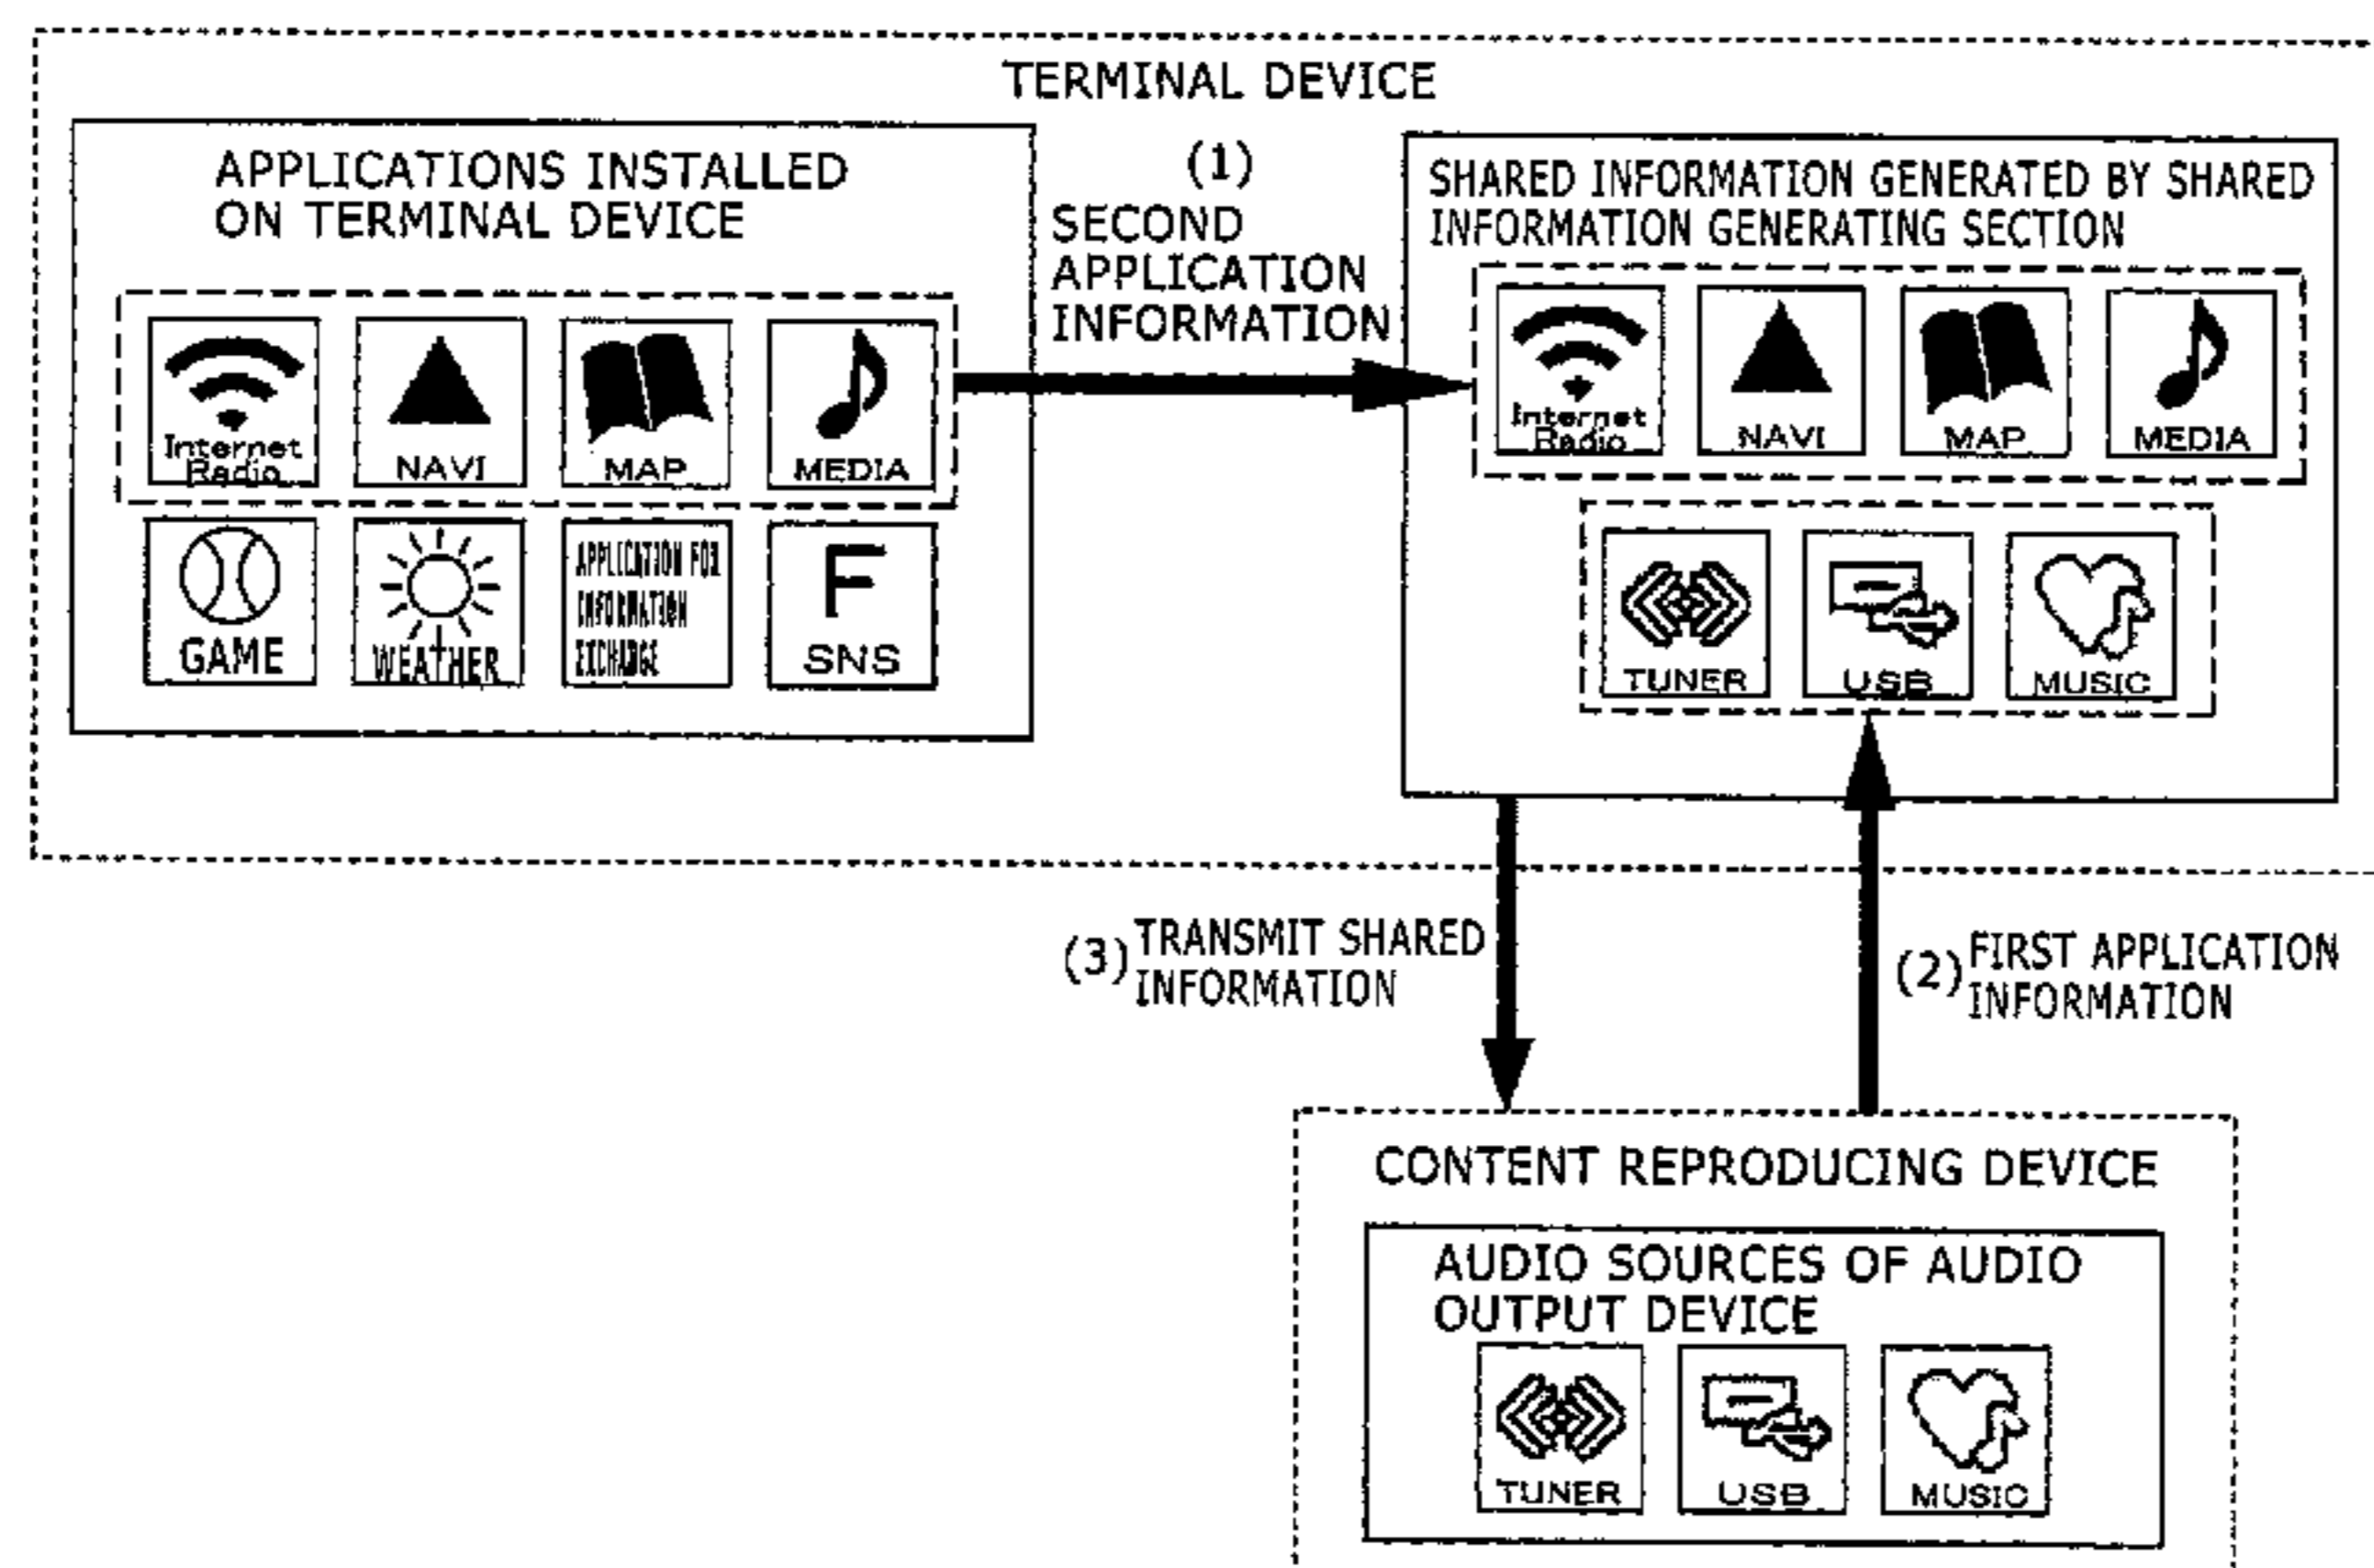 TERMINAL DEVICE
APPLICATIONS INSTALLED
ON TERMINAL DEVICE
Internet
Radio
NAVI
MAP
MEDIA
GAME
WEATHER
APPLICATION FOR
INFORMATION
EXCHANGE
F
SNS
(1)
SECOND
APPLICATION
INFORMATION
SHARED INFORMATION GENERATED BY SHARED
INFORMATION GENERATING SECTION
Internet
Radio
NAVI
MAP
MEDIA
TUNER
USB
MUSIC
(3) TRANSMIT SHARED
INFORMATION
(2) FIRST APPLICATION
INFORMATION
CONTENT REPRODUCING DEVICE
AUDIO SOURCES OF AUDIO
OUTPUT DEVICE
TUNER
USB
MUSIC